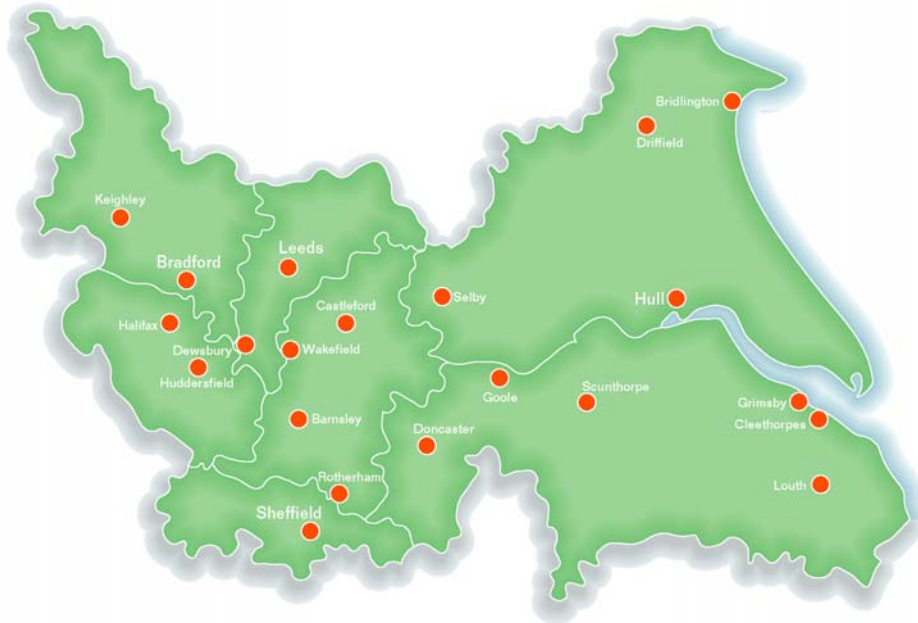 Bridlington
Driffield
Keighley
Leeds
Bradford
Selby
Hull
Castleford
Halifax
Dewsbury
Wakefield
Huddersfield
Goole
Scunthorpe
Grimsby
Cleethorpes
Barnsley
Doncaster
Rotherham
Louth
Sheffield